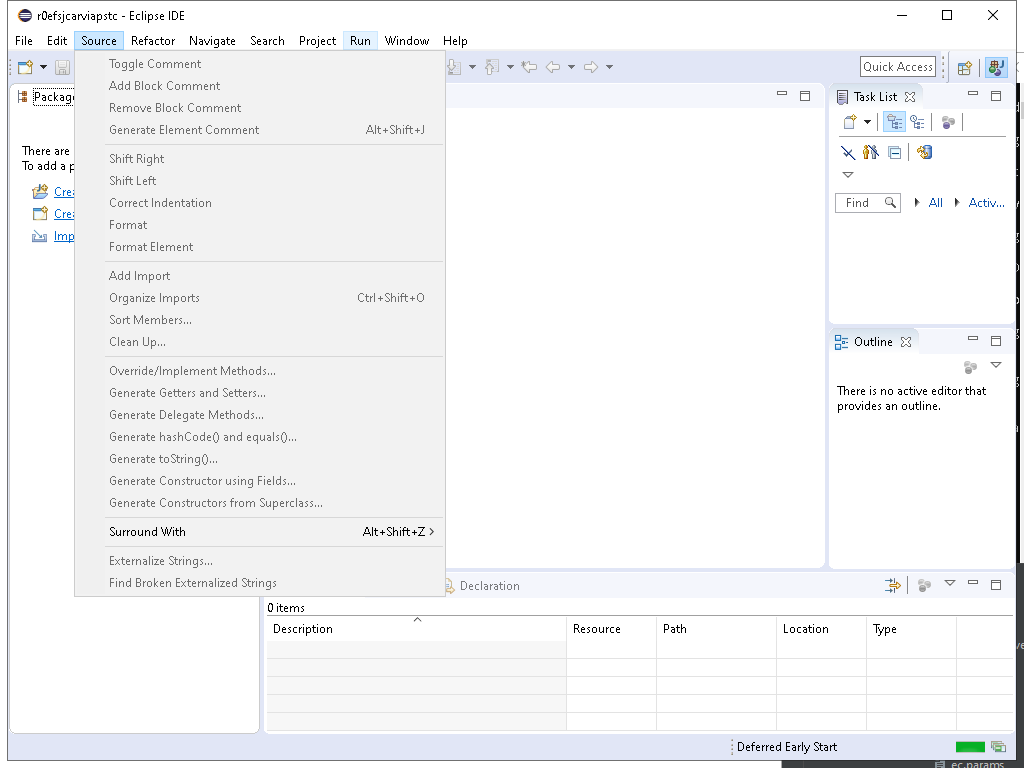 r0efsjcarviapstc - Eclipse IDE
File Edit Source Refactor Navigate Search Project Run Window Help
Quick Access
Toggle Comment
Add Block Comment
Remove Block Comment
Generate Element Comment Alt+Shift+J
Shift Right
Shift Left
Correct Indentation
Format
Format Element
Add Import
Organize Imports Ctrl+Shift+O
Sort Members...
Clean Up...
Override/Implement Methods...
Generate Getters and Setters...
Generate Delegate Methods...
Generate hashCode() and equals()...
Generate toString()...
Generate Constructor using Fields...
Generate Constructors from Superclass...
Surround With Alt+Shift+Z
Externalize Strings...
Find Broken Externalized Strings
Packag
There are
To add a p
Crea
Crea
Imp
Task List
Find All Activ...
Outline
There is no active editor that
provides an outline.
Declaration
0 items
Description Resource Path Location Type
Deferred Early Start
ec.params